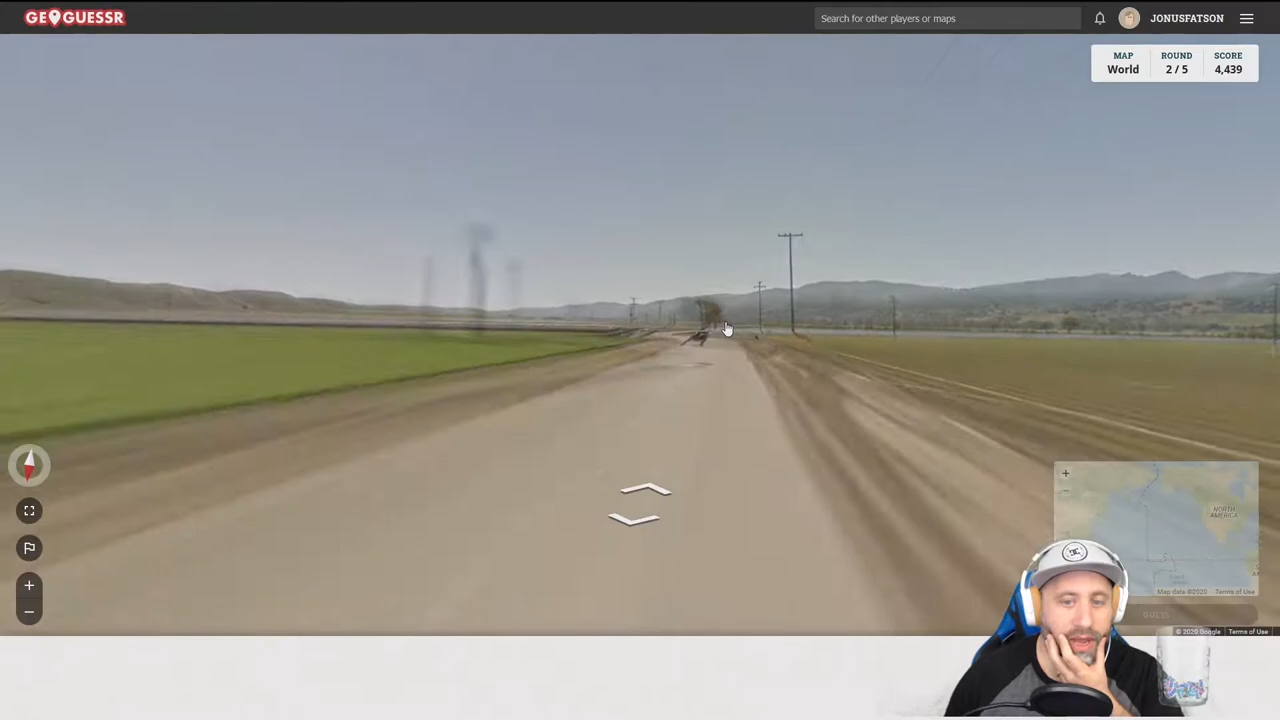 GEOGUESSR
Search for other players or maps
JONUSFATSON
MAP
World
ROUND
2 / 5
SCORE
4,439
NORTH
AMERICA
Map data ©2020
Terms of Use
GUESS
© 2020 Google
Terms of Use